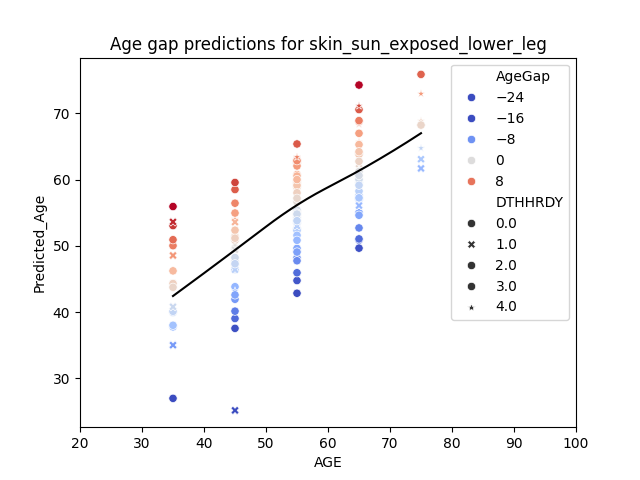 Age gap predictions for skin_sun_exposed_lower_leg
Predicted_Age
70
60
50
40
30
20 30 40 50 60 70 80 90 100
AGE
AgeGap
−24
−16
−8
0
8
DTHHRDY
0.0
1.0
2.0
3.0
4.0